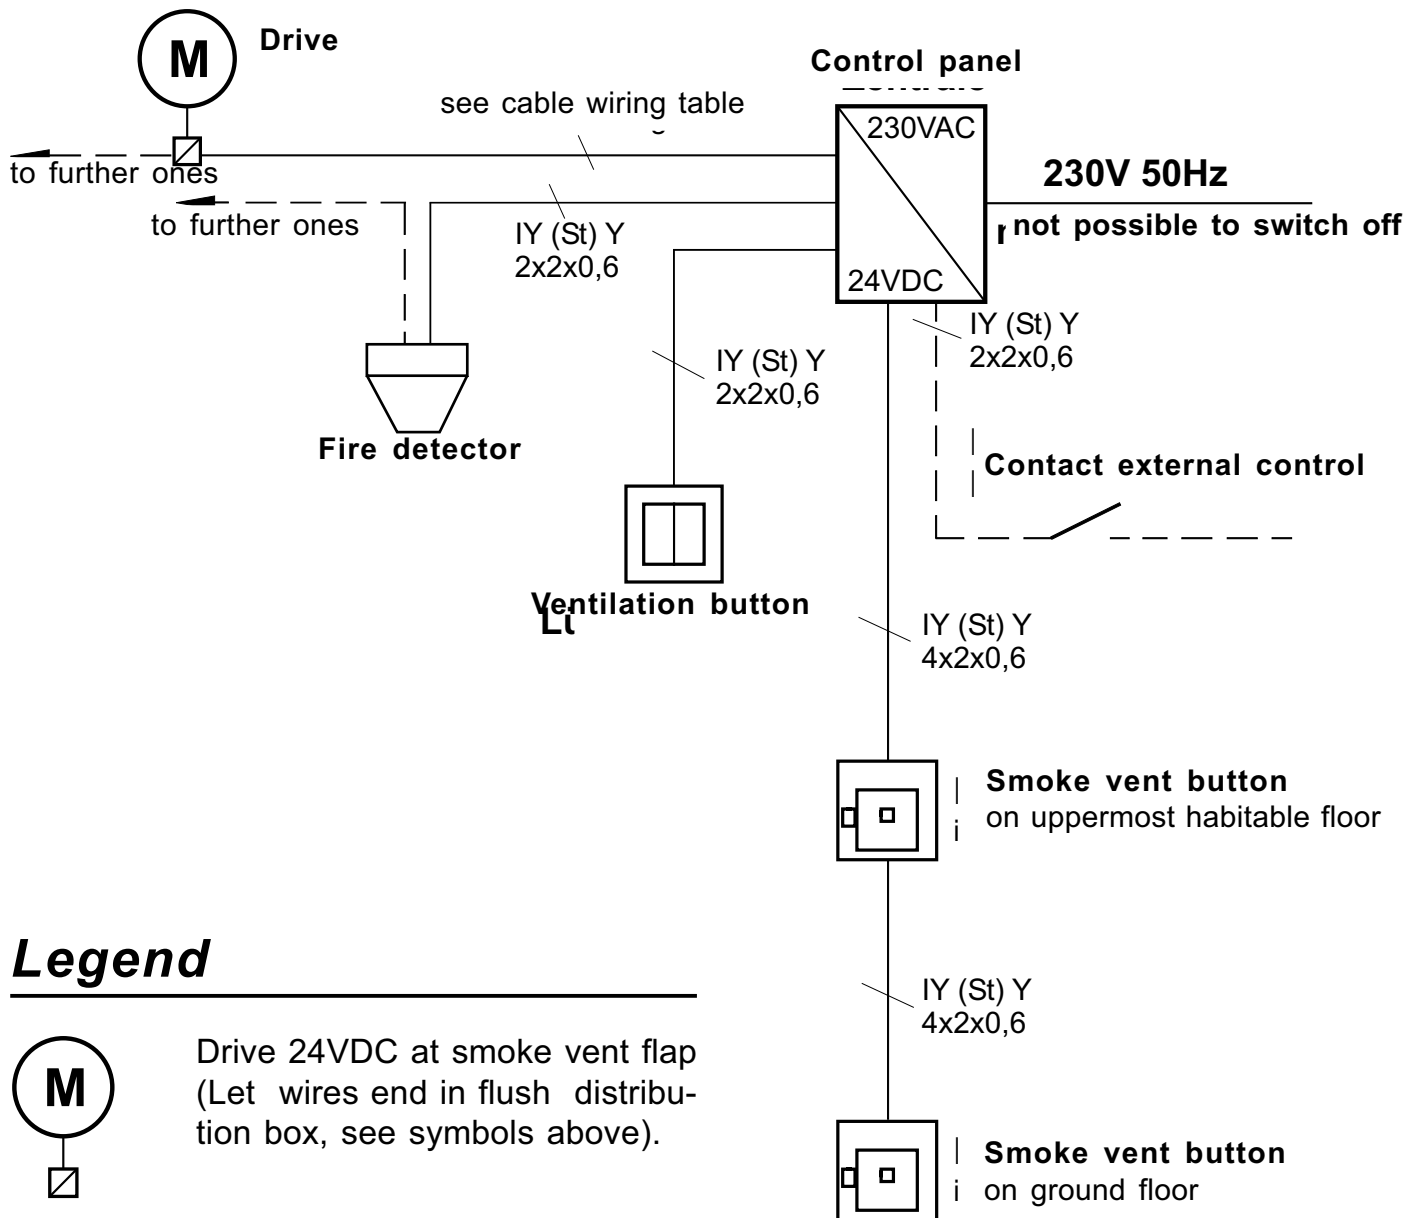 M
Drive
Control panel
see cable wiring table
230VAC
to further ones
230V 50Hz
to further ones
not possible to switch off
IY (St) Y
2x2x0,6
24VDC
IY (St) Y
2x2x0,6
IY (St) Y
2x2x0,6
Fire detector
Contact external control
Ventilation button
IY (St) Y
4x2x0,6
Smoke vent button
on uppermost habitable floor
Legend
IY (St) Y
4x2x0,6
M
Drive 24VDC at smoke vent flap
(Let wires end in flush distribu-
tion box, see symbols above).
Smoke vent button
on ground floor